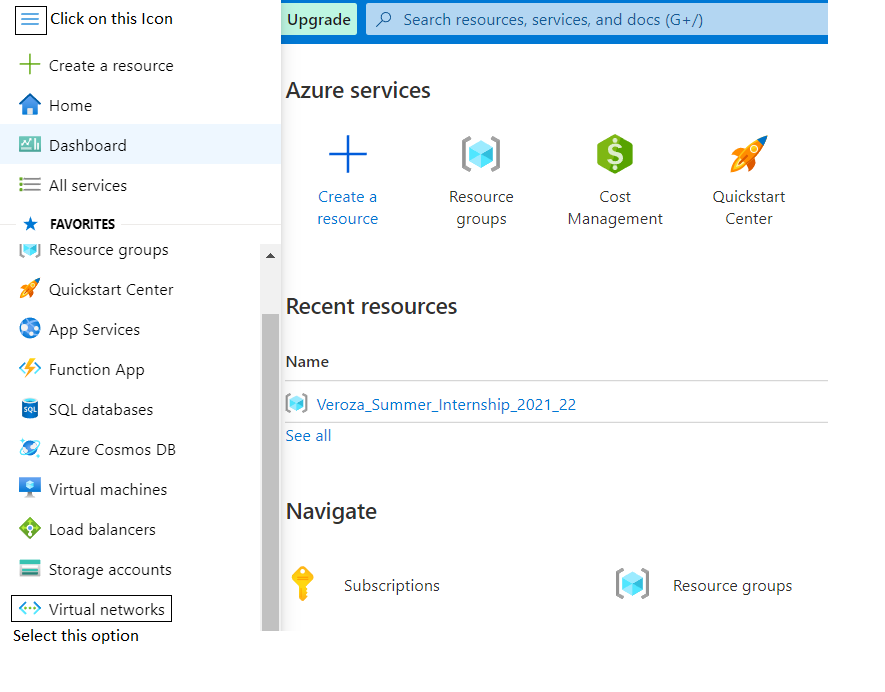 Click on this Icon
Create a resource
Home
Dashboard
All services
FAVORITES
Resource groups
Quickstart Center
App Services
Function App
SQL
SQL databases
Azure Cosmos DB
Virtual machines
Load balancers
Storage accounts
Virtual networks
Select this option
Upgrade
Search resources, services, and docs (G+/)
Azure services
Create a
resource
Resource
groups
Cost
Management
Quickstart
Center
Recent resources
Name
Veroza_Summer_Internship_2021_22
See all
Navigate
Subscriptions
Resource groups